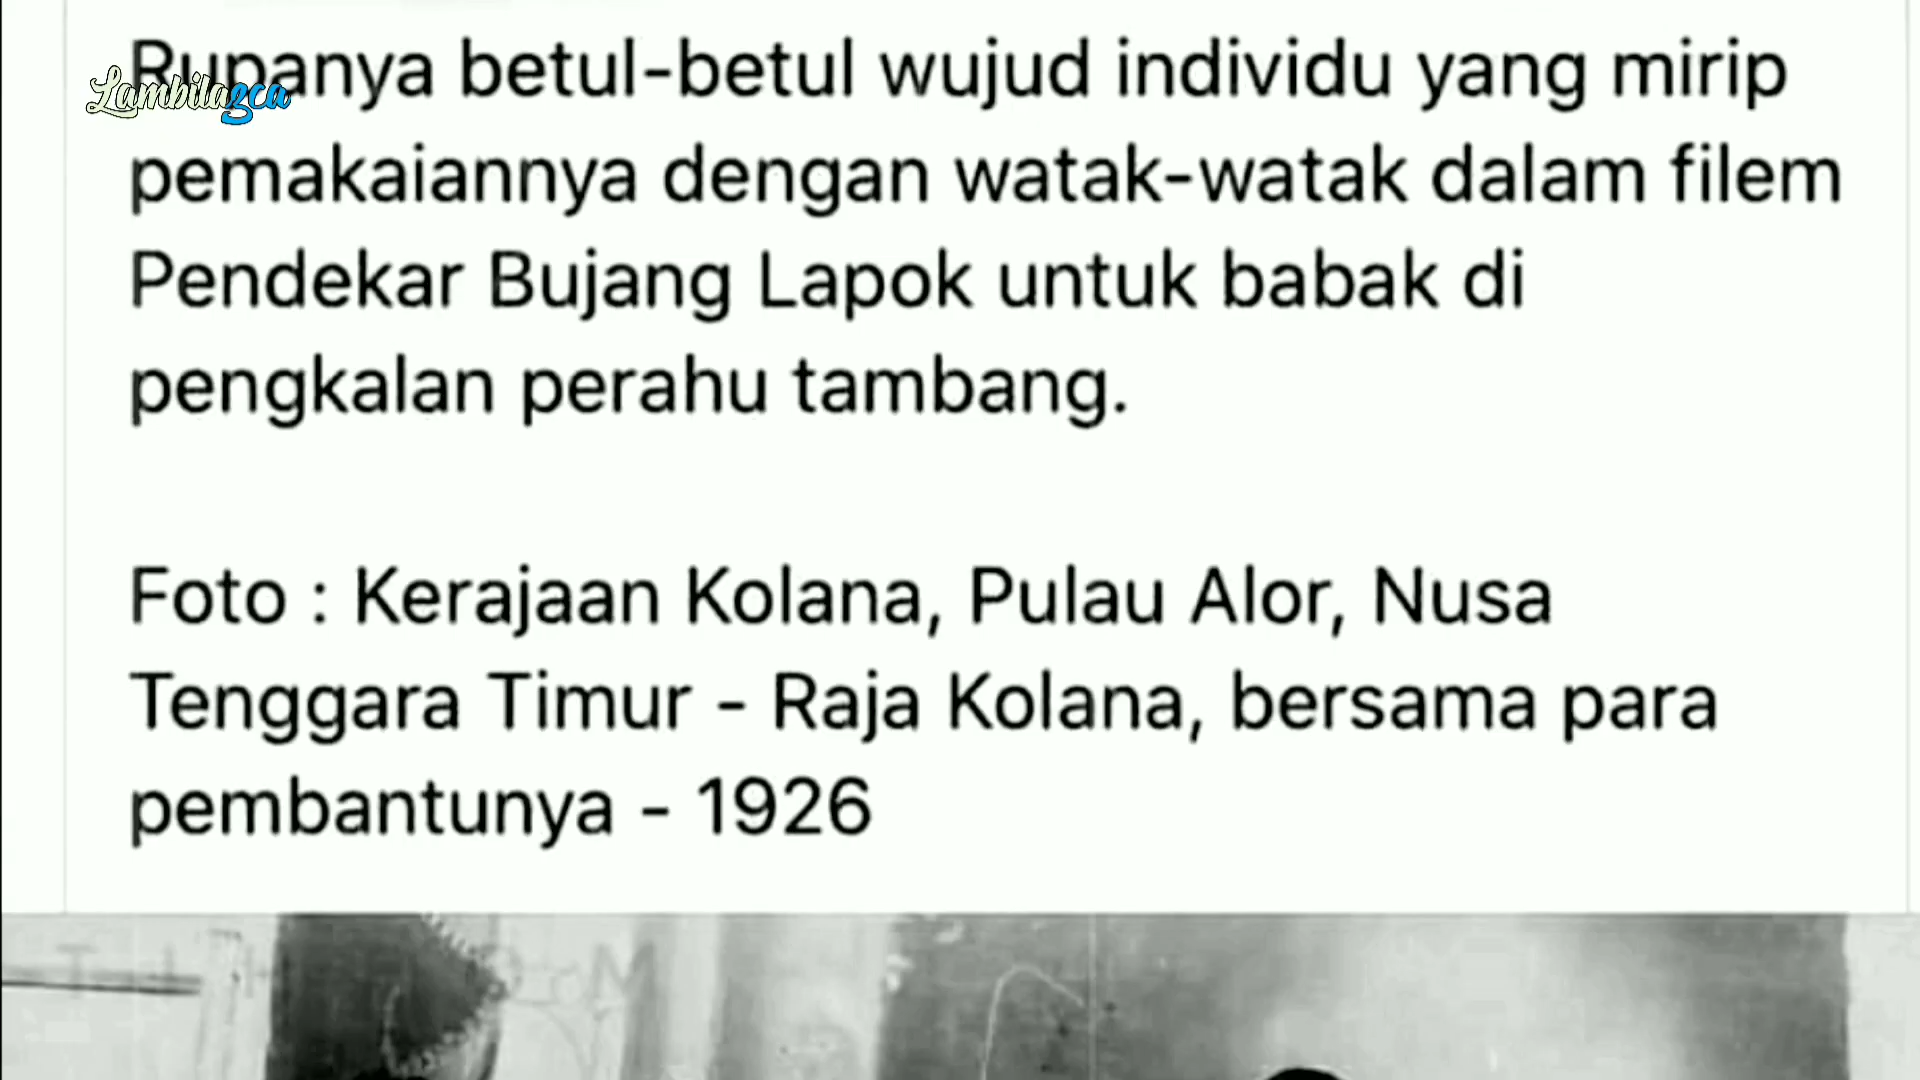 Rupanya betul-betul wujud individu yang mirip
Lambilazca
pemakaiannya dengan watak-watak dalam filem
Pendekar Bujang Lapok untuk babak di
pengkalan perahu tambang.
Foto : Kerajaan Kolana, Pulau Alor, Nusa
Tenggara Timur - Raja Kolana, bersama para
pembantunya - 1926